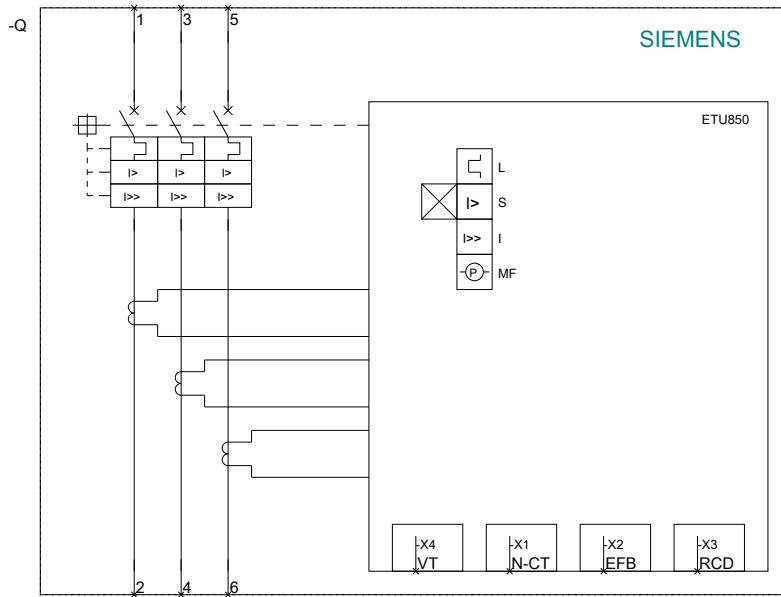 -Q
1 3 5
SIEMENS
ETU850
L
I> I> I>
I> S
I>> I>> I>>
I>> I
P MF
-X4 -X1 -X2 -X3
VT N-CT EFB RCD
2 4 6